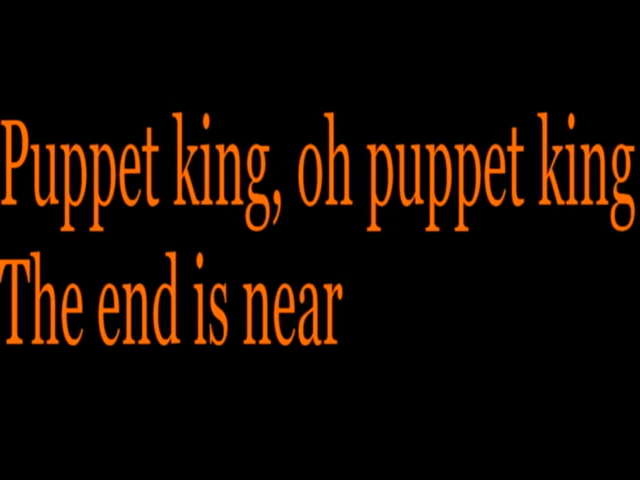 Puppet king, oh puppet king
The end is near